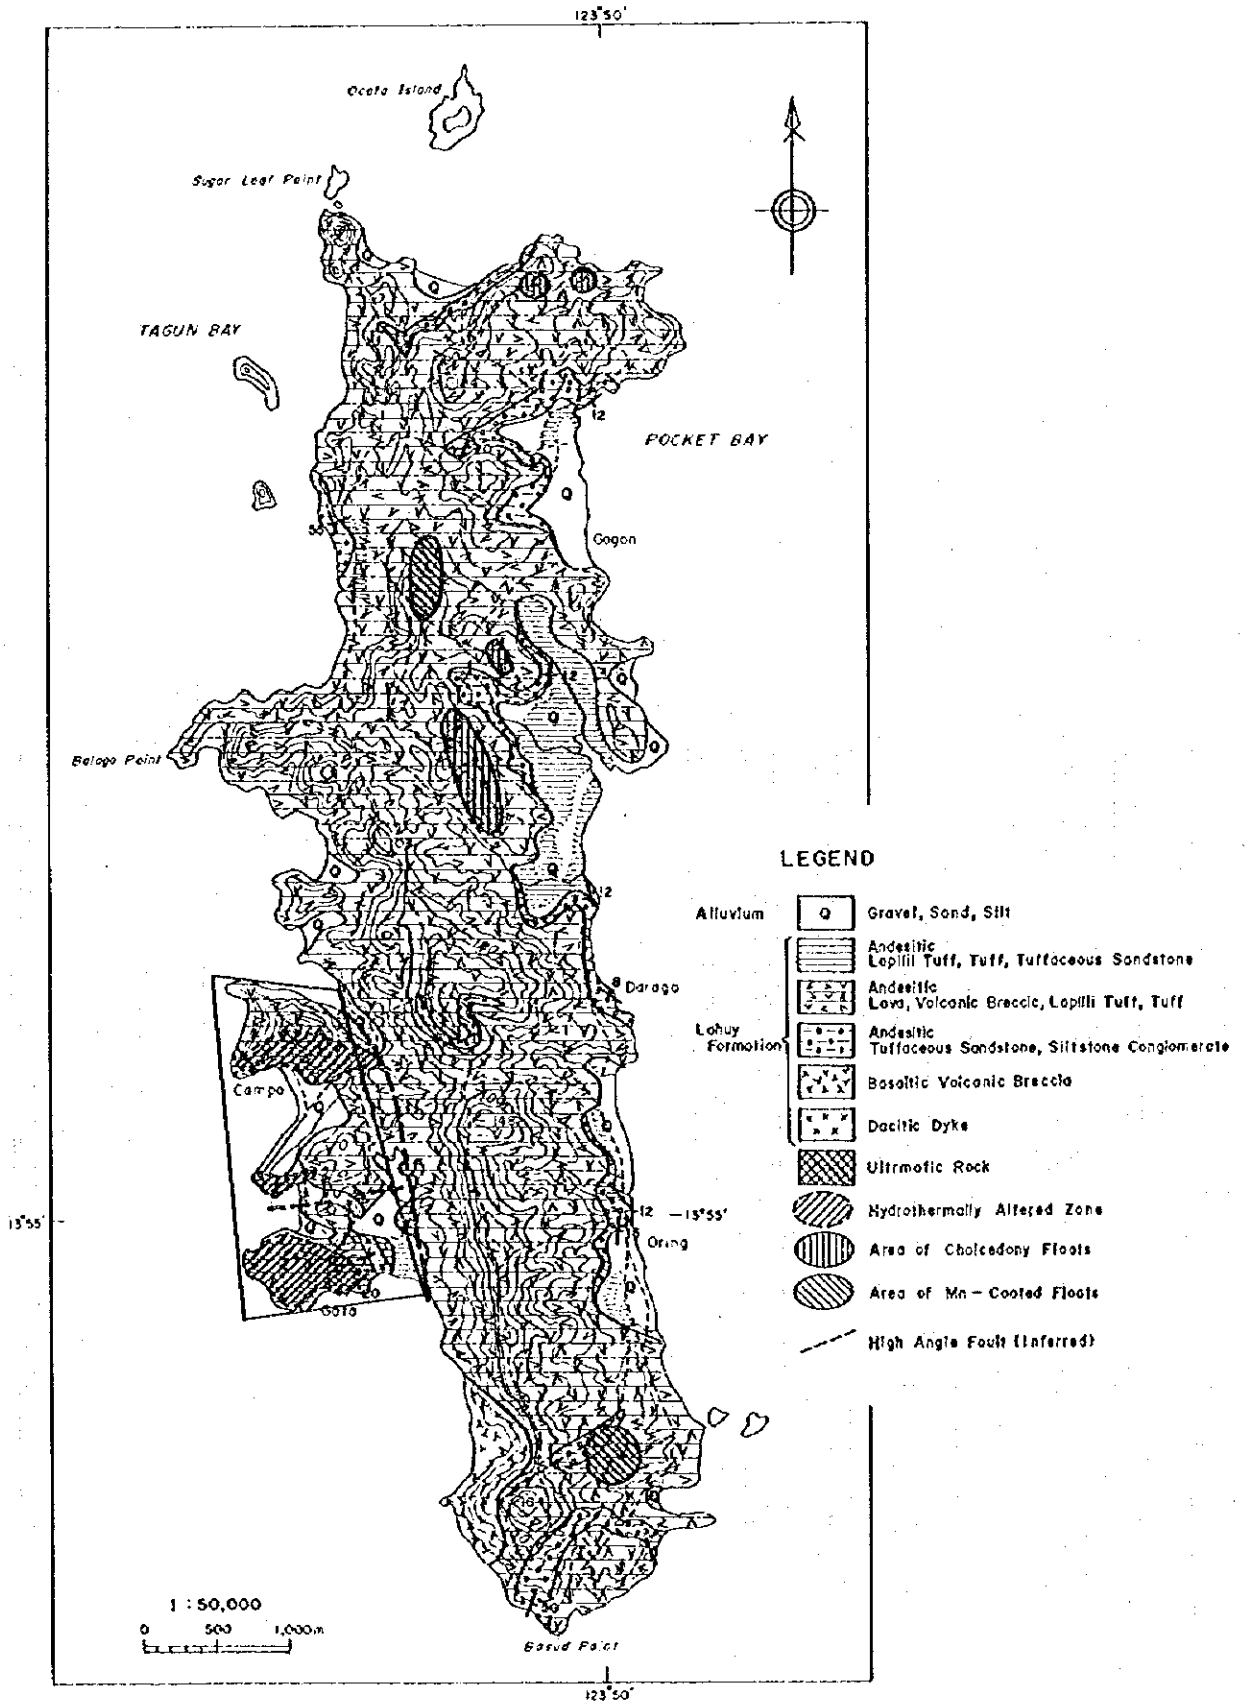 123°50'
Ocata Island
Sugar Leaf Point
TAGUN BAY
POCKET BAY
12
Q
Q
Gogon
50
12
Q
Q
Q
Balogo Point
Q
Q
Q
12
8
Darago
Campo
Q
Q
Q
Q
13°55'
12
13°55'
Oring
Q
20
Gota
LEGEND
Alluvium
Q
Gravel, Sand, Silt
Andesitic
Lapilli Tuff, Tuff, Tuffaceous Sandstone
Andesitic
Lava, Volcanic Breccia, Lapilli Tuff, Tuff
Lahuy
Formation
Andesitic
Tuffaceous Sandstone, Siltstone Conglomerate
Basaltic Volcanic Breccia
Dacitic Dyke
Ultrmafic Rock
Hydrothermally Altered Zone
Area of Chalcedony Floats
Area of Mn-Coated Floats
High Angle Fault (Inferred)
50
1 : 50,000
0 500 1,000m
Basud Point
123°50'